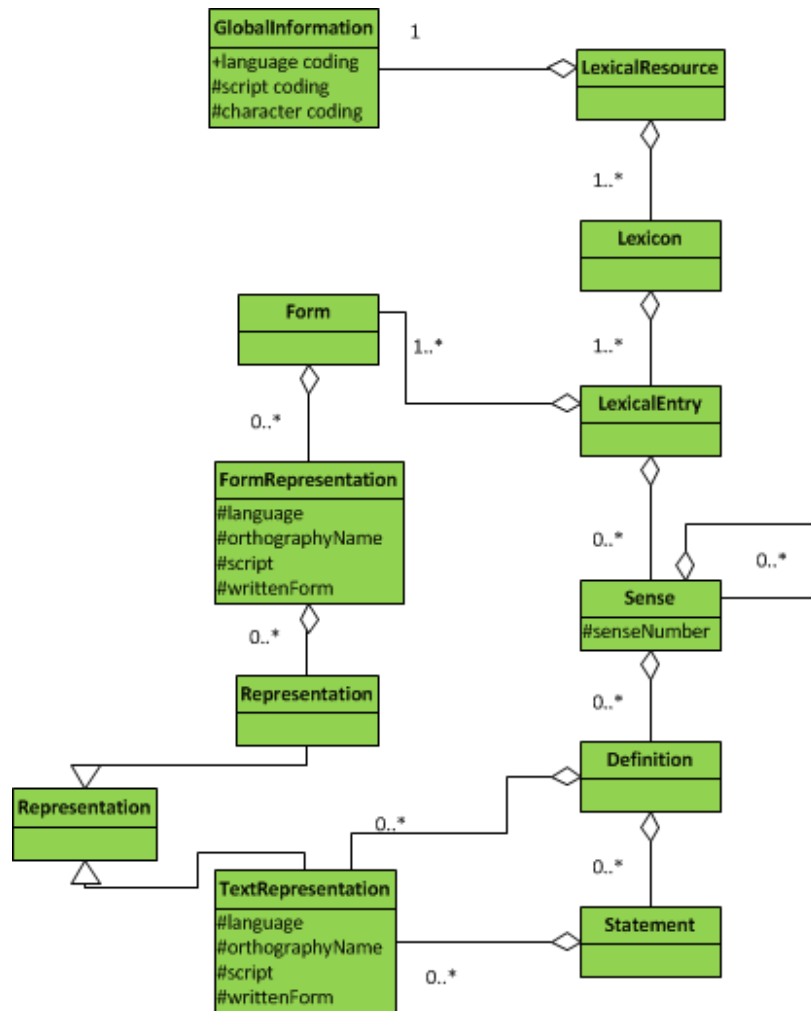 GlobalInformation
+language coding
#script coding
#character coding
1
LexicalResource
1..*
Lexicon
1..*
Form
1..*
LexicalEntry
0..*
FormRepresentation
#language
#orthographyName
#script
#writtenForm
0..*
0..*
Sense
#senseNumber
0..*
Representation
0..*
Definition
Representation
0..*
0..*
TextRepresentation
#language
#orthographyName
#script
#writtenForm
Statement
0..*